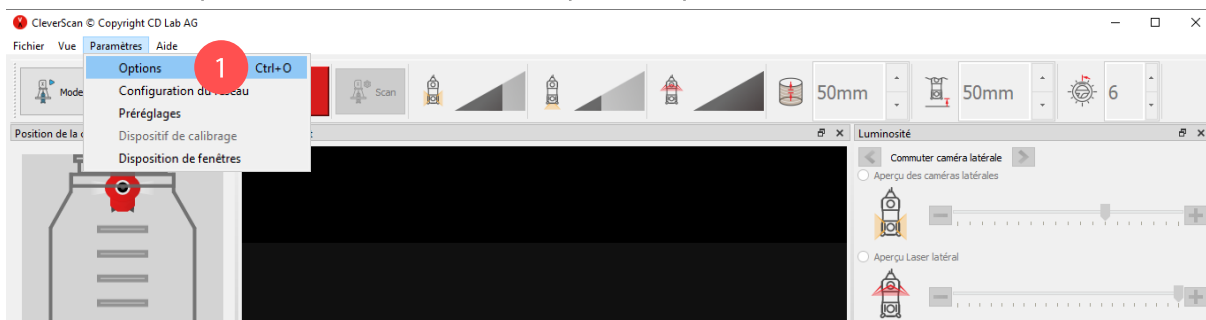 CleverScan © Copyright CD Lab AG
Fichier Vue Paramètres Aide
Options 1 Ctrl+O
Configuration du réseau
Préréglages
Dispositif de calibrage
Disposition de fenêtres
Mode
Scan
50mm
50mm
6
Position de la
Luminosité
Commuter caméra latérale
Aperçu des caméras latérales
Aperçu Laser latéral